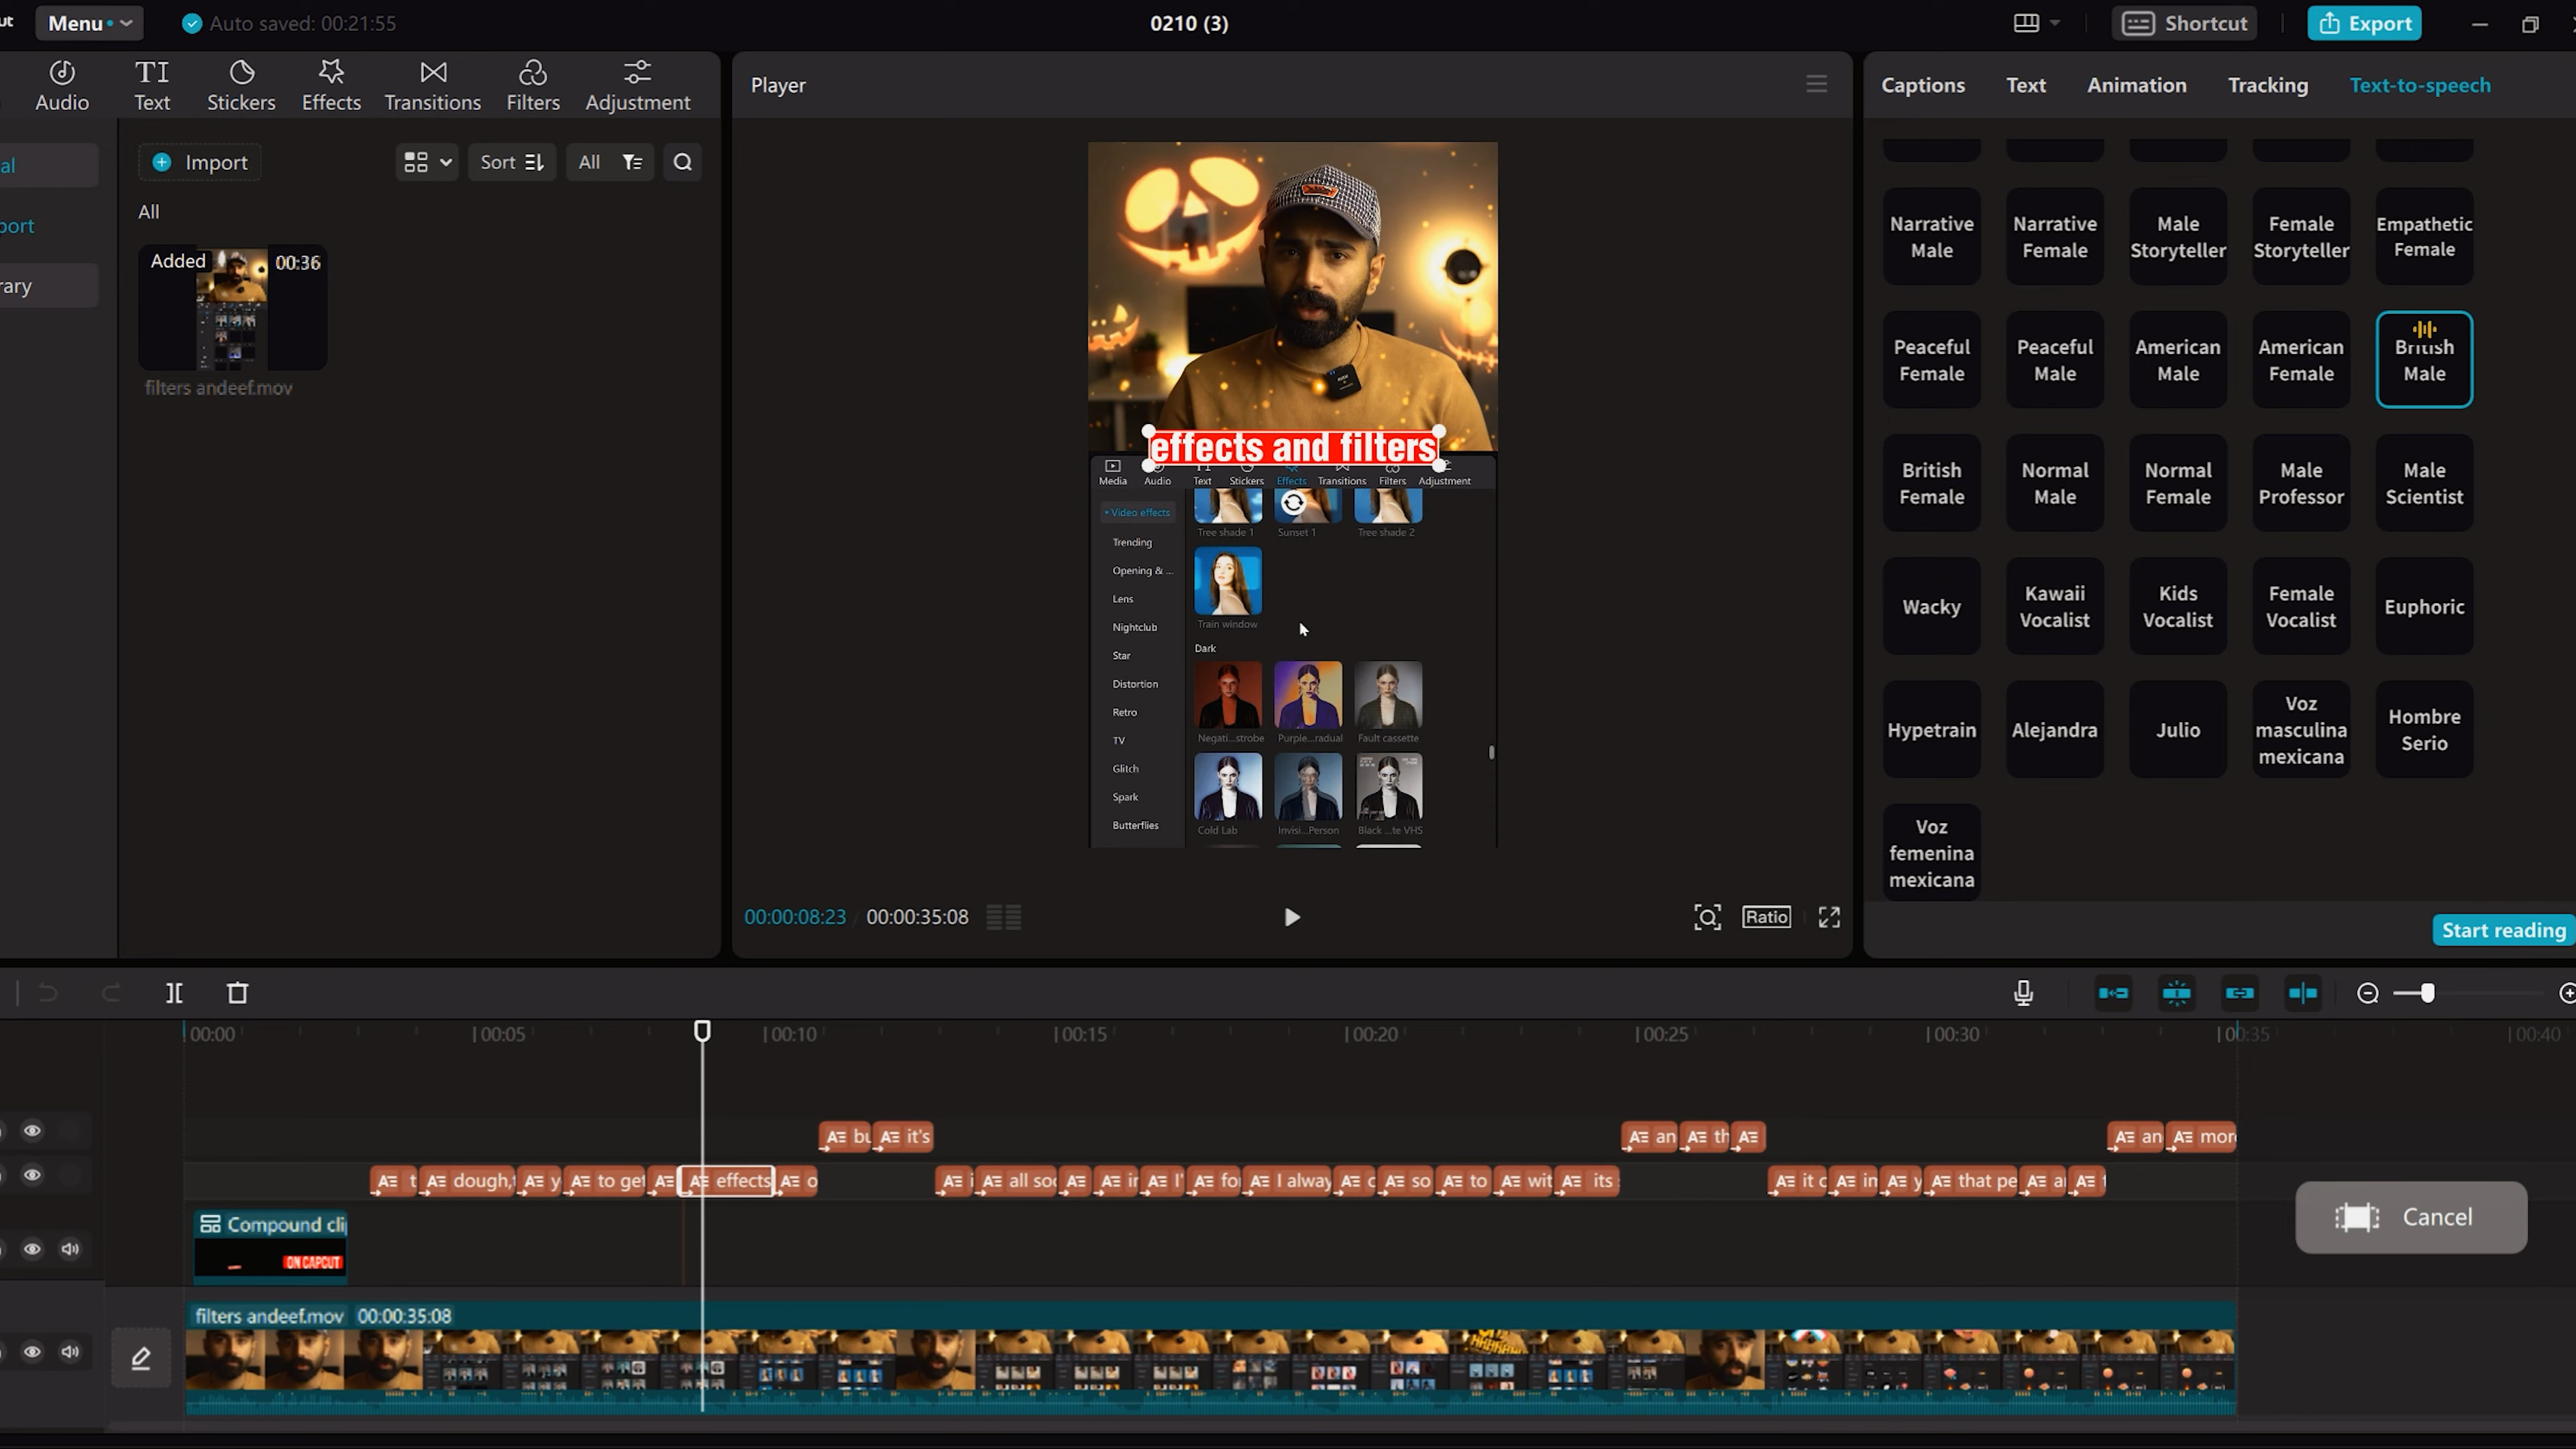 Menu
Auto saved: 00:21:55
0210 (3)
Shortcut
Export
Audio
Text
Stickers
Effects
Transitions
Filters
Adjustment
Import
Sort
All
All
Added
00:36
filters andeef.mov
Player
effects and filters
Media
Audio
Text
Stickers
Effects
Transitions
Filters
Adjustment
Video effects
Trending
Opening & ...
Lens
Nightclub
Star
Distortion
Retro
TV
Glitch
Spark
Butterflies
Tree shade 1
Sunset 1
Tree shade 2
Train window
Dark
Negati...strobe
Purple...radual
Fault cassette
Cold Lab
Invisi...Person
Black ...te VHS
00:00:08:23
00:00:35:08
Ratio
Captions
Text
Animation
Tracking
Text-to-speech
Narrative
Male
Narrative
Female
Male
Storyteller
Female
Storyteller
Empathetic
Female
Peaceful
Female
Peaceful
Male
American
Male
American
Female
British
Male
British
Female
Normal
Male
Normal
Female
Male
Professor
Male
Scientist
Wacky
Kawaii
Vocalist
Kids
Vocalist
Female
Vocalist
Euphoric
Hypetrain
Alejandra
Julio
Voz
masculina
mexicana
Hombre
Serio
Voz
femenina
mexicana
Start reading
00:00
00:05
00:10
00:15
00:20
00:25
00:30
00:35
00:40
bu
it's
an
th
an
more
t
dough,
y
to get
effects
o
i
all soc
in
I'
fo
I alway
c
so
to
wit
its
it c
in
y
that pe
a
Compound cli
ON CAPCUT
filters andeef.mov
00:00:35:08
Cancel